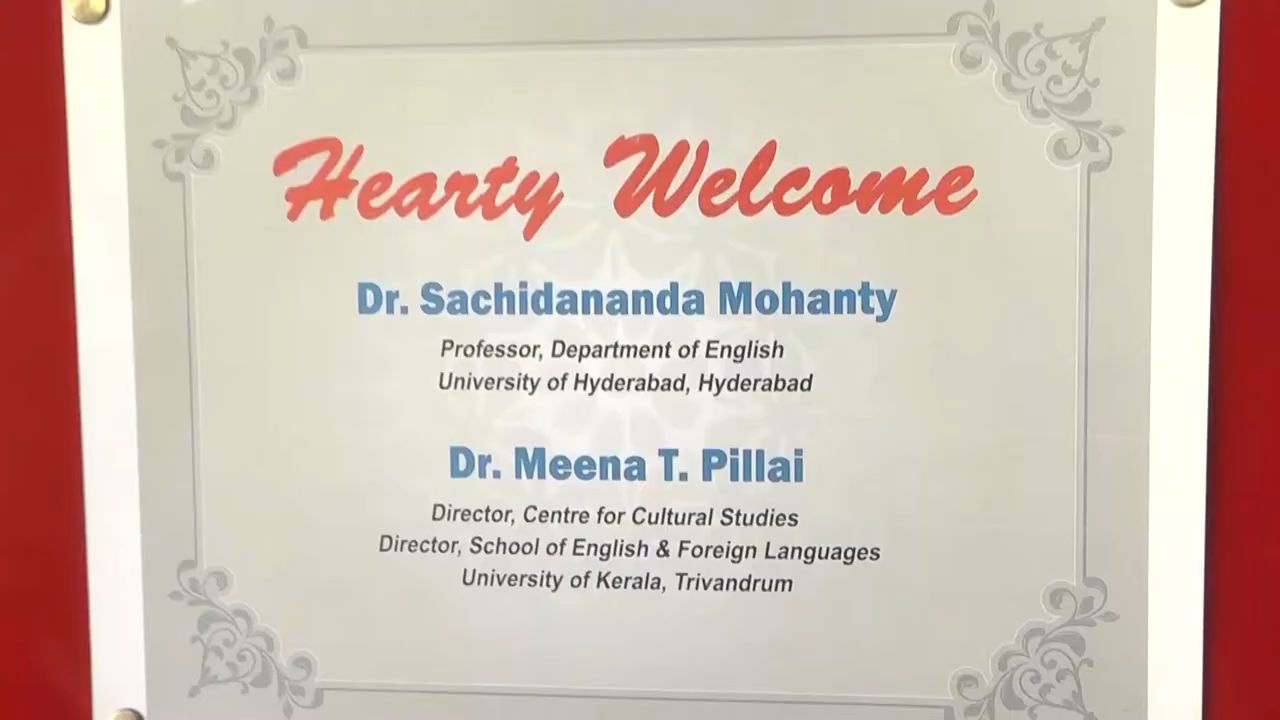 Hearty Welcome
Dr. Sachidananda Mohanty
Professor, Department of English
University of Hyderabad, Hyderabad
Dr. Meena T. Pillai
Director, Centre for Cultural Studies
Director, School of English & Foreign Languages
University of Kerala, Trivandrum